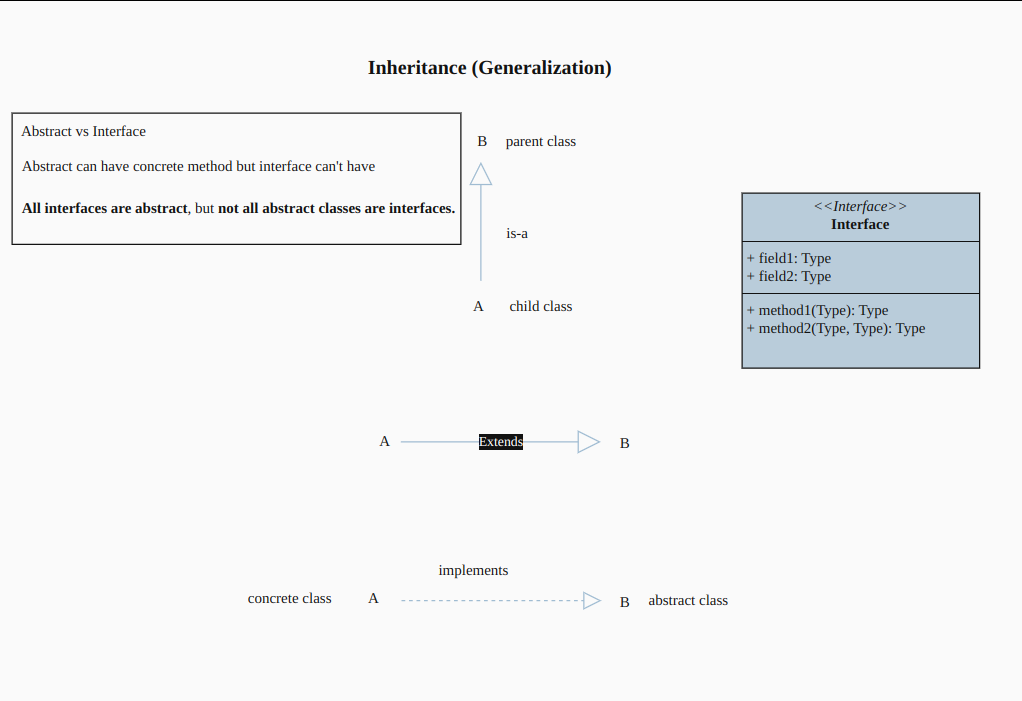 Inheritance (Generalization)
Abstract vs Interface
Abstract can have concrete method but interface can't have
All interfaces are abstract, but not all abstract classes are interfaces.
B parent class
is-a
A child class
<<Interface>>
Interface
+ field1: Type
+ field2: Type
+ method1(Type): Type
+ method2(Type, Type): Type
A Extends B
implements
concrete class A B abstract class